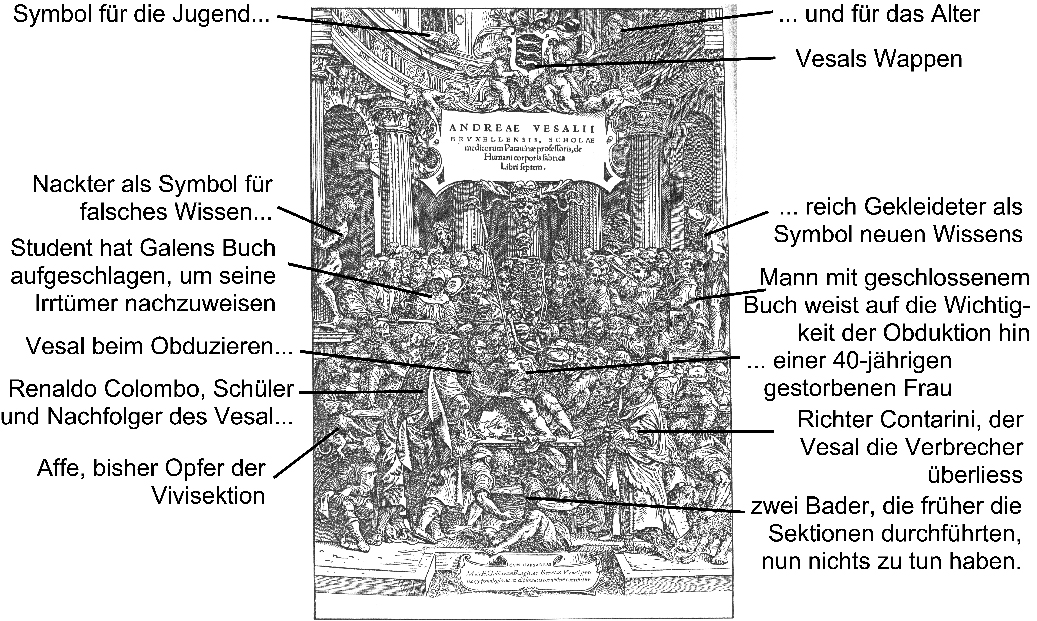 Symbol für die Jugend...
... und für das Alter
Vesals Wappen
ANDREAE VESALII
BRVXELLENSIS, SCHOLAE
medicorum Patauinæ professoris, de
Humani corporis fabrica
Libri septem.
Nackter als Symbol für
falsches Wissen...
... reich Gekleideter als
Symbol neuen Wissens
Student hat Galens Buch
aufgeschlagen, um seine
Irrtümer nachzuweisen
Mann mit geschlossenem
Buch weist auf die Wichtig-
keit der Obduktion hin
Vesal beim Obduzieren...
... einer 40-jährigen
gestorbenen Frau
Renaldo Colombo, Schüler
und Nachfolger des Vesal...
Richter Contarini, der
Vesal die Verbrecher
überliess
Affe, bisher Opfer der
Vivisektion
zwei Bader, die früher die
Sektionen durchführten,
nun nichts zu tun haben.